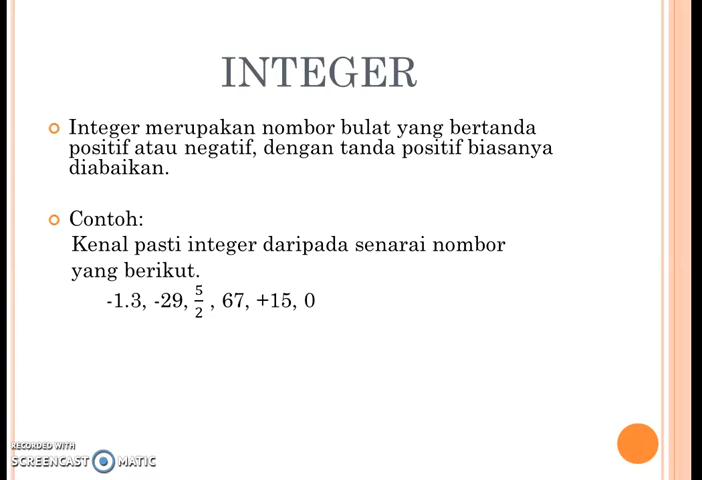 INTEGER
Integer merupakan nombor bulat yang bertanda
positif atau negatif, dengan tanda positif biasanya
diabaikan.
Contoh:
Kenal pasti integer daripada senarai nombor
yang berikut.
-1.3, -29, 5/2 , 67, +15, 0
RECORDED WITH
SCREENCAST MATIC